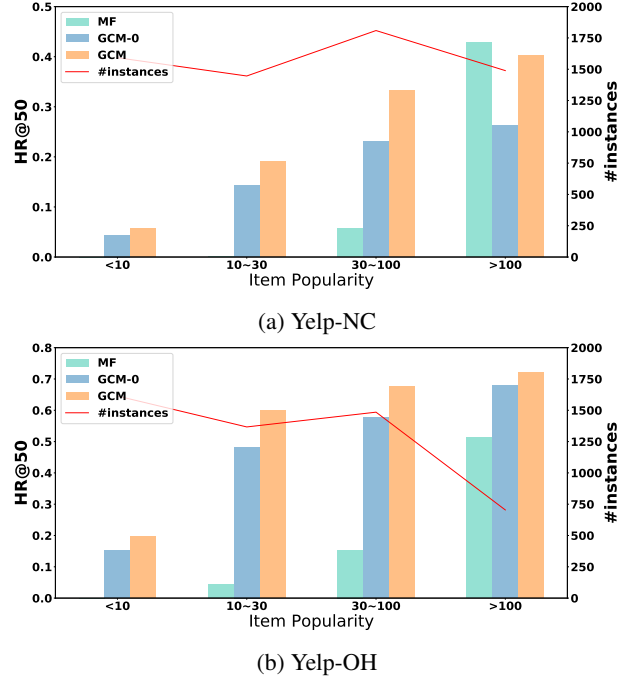 0.5
0.4
0.3
0.2
0.1
0.0
HR@50
MF
GCM-0
GCM
#instances
2000
1750
1500
1250
1000
750
500
250
0
#instances
<10 10~30 30~100 >100
Item Popularity
(a) Yelp-NC
0.8
0.7
0.6
0.5
0.4
0.3
0.2
0.1
0.0
HR@50
MF
GCM-0
GCM
#instances
2000
1750
1500
1250
1000
750
500
250
0
#instances
<10 10~30 30~100 >100
Item Popularity
(b) Yelp-OH